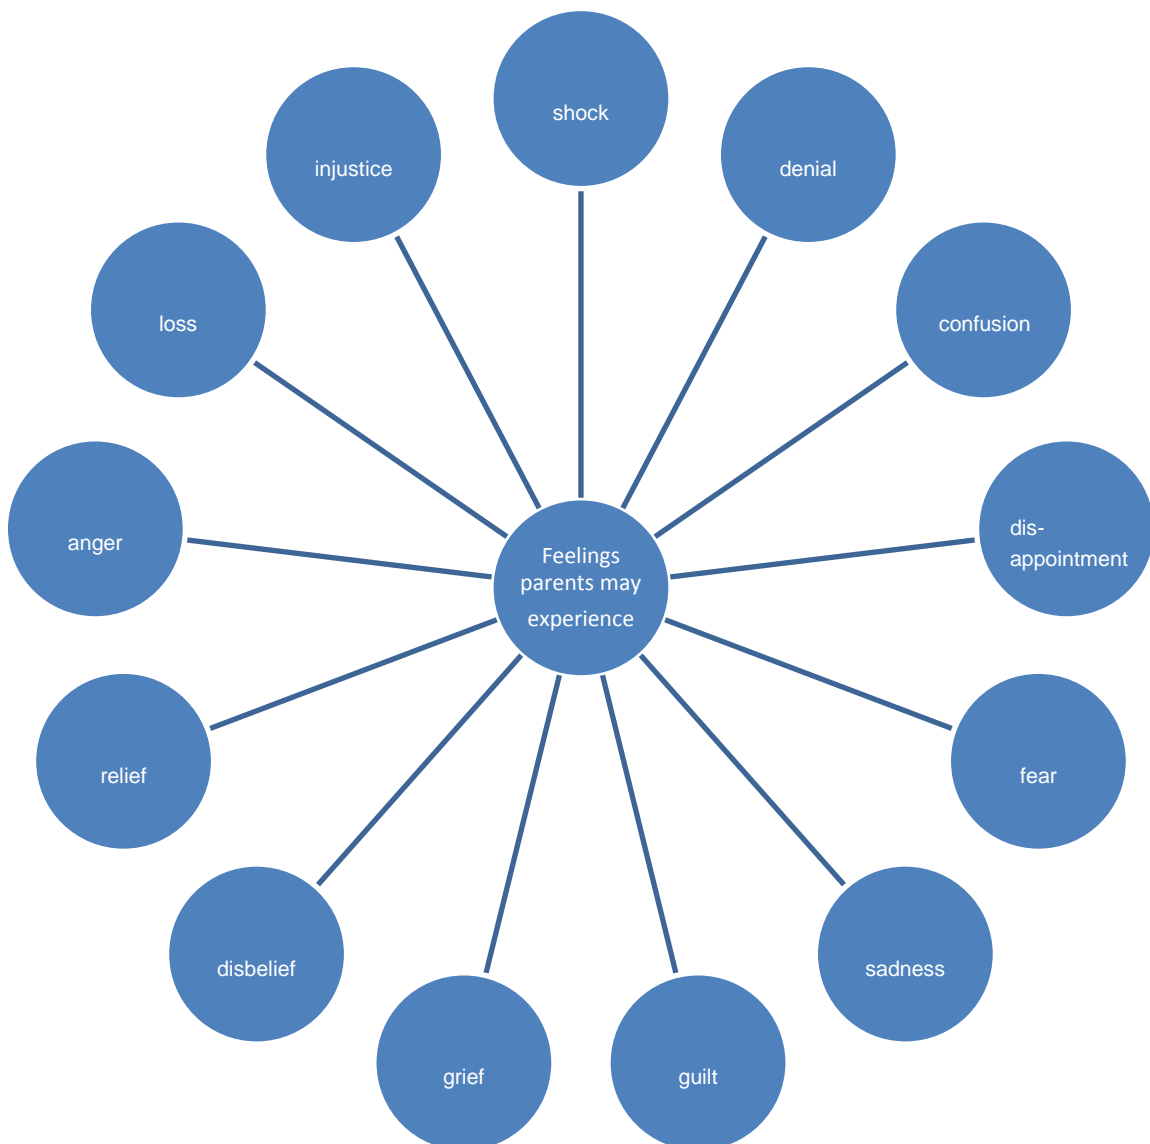 shock
denial
confusion
dis-
appointment
fear
sadness
guilt
grief
disbelief
relief
anger
loss
injustice
Feelings
parents may
experience